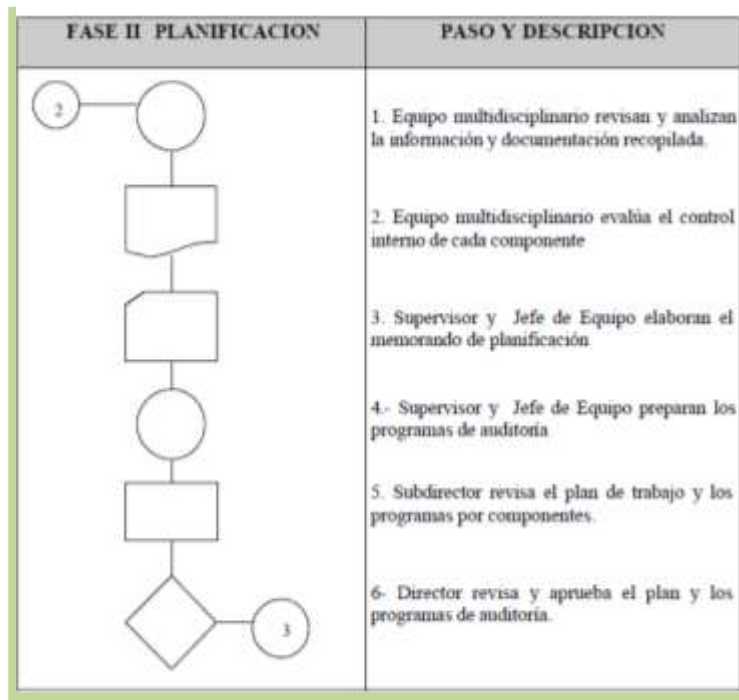 FASE II PLANIFICACION
PASO Y DESCRIPCION
2
1. Equipo multidisciplinario revisan y analizan
la información y documentación recopilada.
2. Equipo multidisciplinario evalúa el control
interno de cada componente
3. Supervisor y Jefe de Equipo elaboran el
memorando de planificación
4.- Supervisor y Jefe de Equipo preparan los
programas de auditoría
5. Subdirector revisa el plan de trabajo y los
programas por componentes.
6- Director revisa y aprueba el plan y los
programas de auditoría.
3